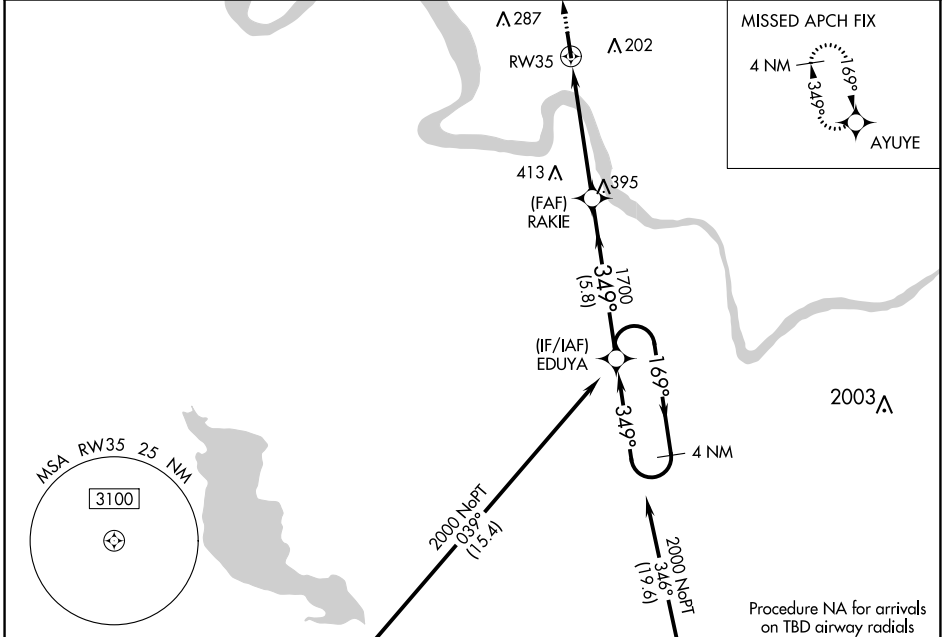 287
202
RW35
MISSED APCH FIX
4 NM
169°
349°
AYUYE
413
395
(FAF)
RAKIE
1700
349°
(5.8)
(IF/IAF)
EDUYA
169°
349°
4 NM
2003
MSA RW35 25 NM
3100
2000 NoPT
039°
(15.4)
2000 NoPT
346°
(19.6)
Procedure NA for arrivals
on TBD airway radials